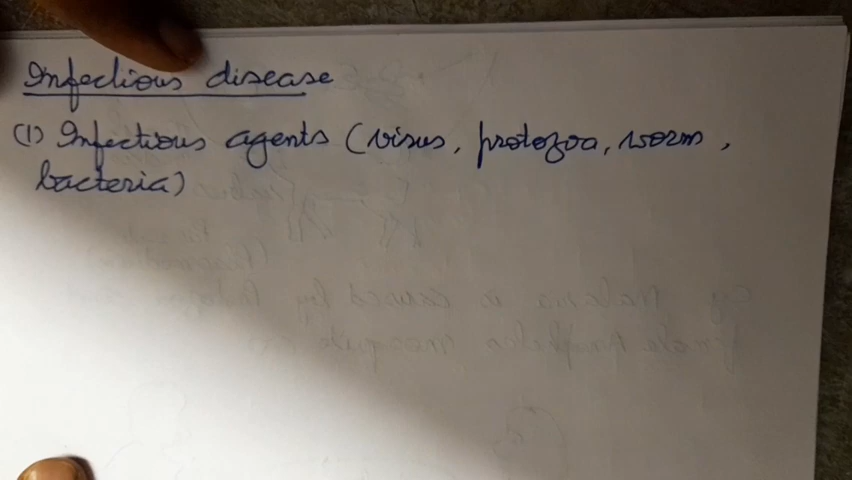 Infectious disease
(1) Infectious agents (virus, protozoa, worm,
bacteria)